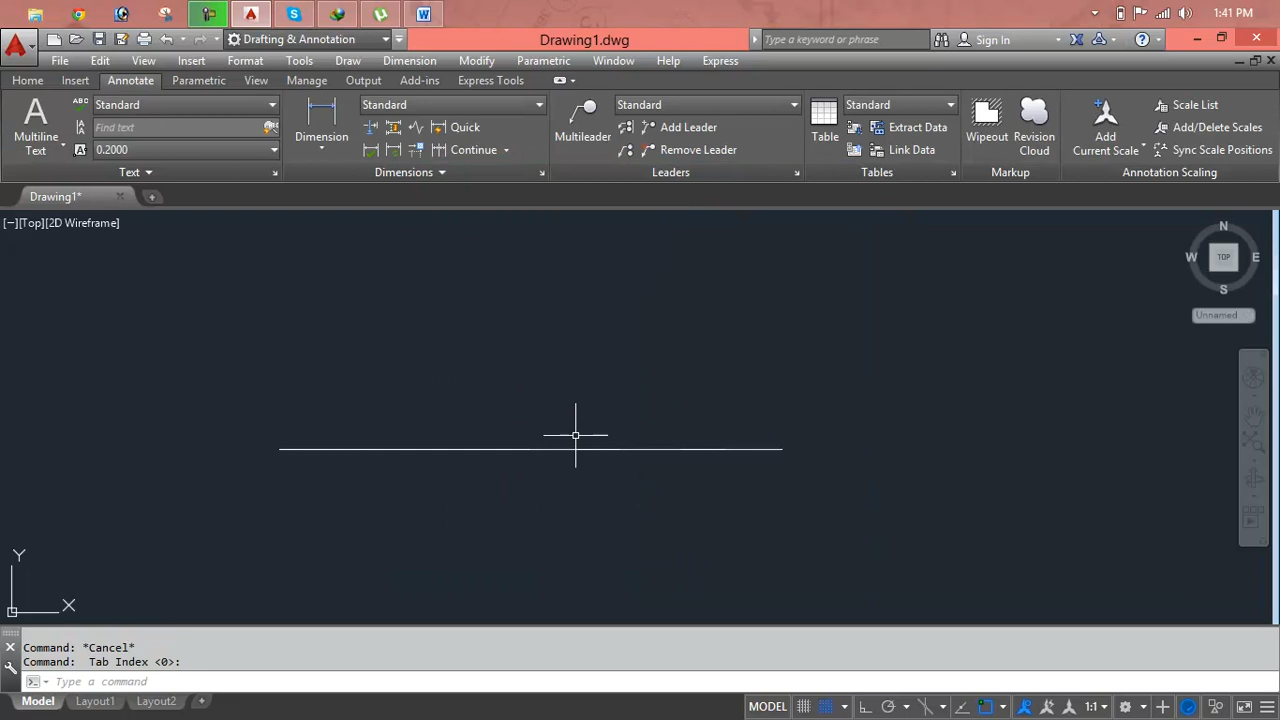 1:41 PM
Drafting & Annotation
Drawing1.dwg
Type a keyword or phrase
Sign In
File Edit View Insert Format Tools Draw Dimension Modify Parametric Window Help Express
Home Insert Annotate Parametric View Manage Output Add-ins Express Tools
Standard Standard Standard Standard Scale List
ABC
Find text Quick Add Leader Extract Data Add/Delete Scales
Multiline Text Dimension Multileader Table Wipeout Revision Cloud Add Current Scale
0.2000 Continue Remove Leader Link Data Sync Scale Positions
Text Dimensions Leaders Tables Markup Annotation Scaling
Drawing1*
[−][Top][2D Wireframe]
N
W TOP E
S
Unnamed
Y
X
Command: *Cancel*
Command: Tab Index <0>:
Type a command
Model Layout1 Layout2 MODEL 1:1